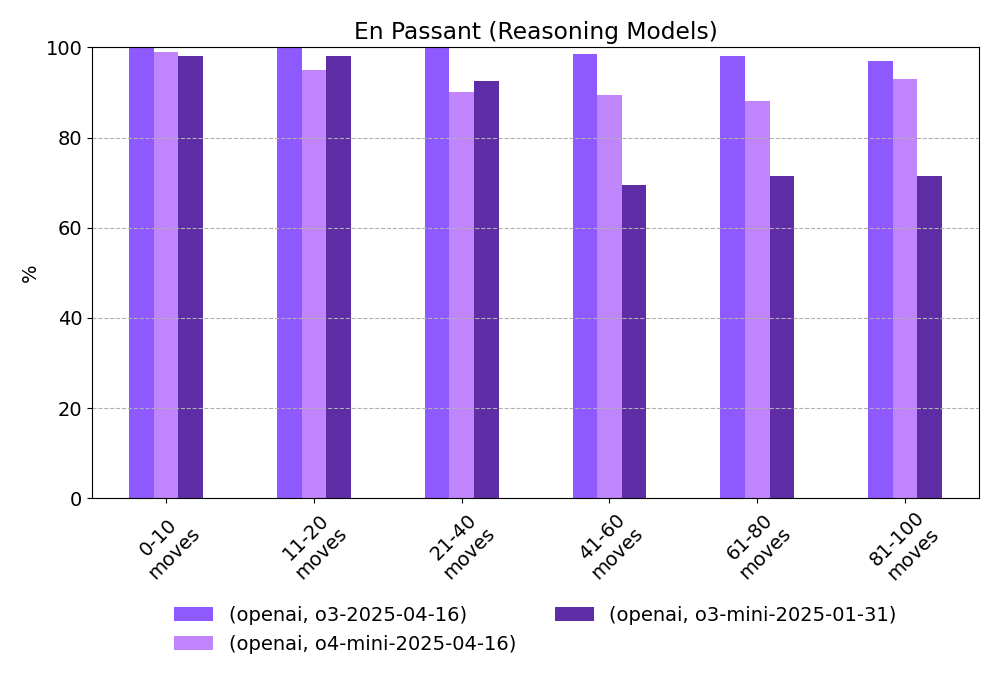 En Passant (Reasoning Models)
100
80
60
40
20
0
%
0-10
moves
11-20
moves
21-40
moves
41-60
moves
61-80
moves
81-100
moves
(openai, o3-2025-04-16)
(openai, o4-mini-2025-04-16)
(openai, o3-mini-2025-01-31)